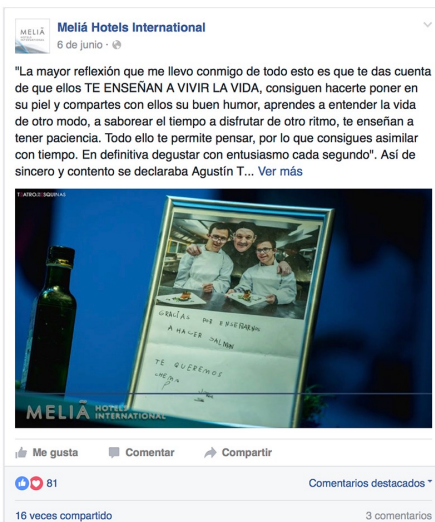 MELIÃ
HOTELS
INTERNATIONAL
Meliá Hotels International
6 de junio ·
"La mayor reflexión que me llevo conmigo de todo esto es que te das cuenta
de que ellos TE ENSEÑAN A VIVIR LA VIDA, consiguen hacerte poner en
su piel y compartes con ellos su buen humor, aprendes a entender la vida
de otro modo, a saborear el tiempo a disfrutar de otro ritmo, te enseñan a
tener paciencia. Todo ello te permite pensar, por lo que consigues asimilar
con tiempo. En definitiva degustar con entusiasmo cada segundo". Así de
sincero y contento se declaraba Agustín T... Ver más
TEATRO ESQUINAS
GRACIAS POR ENSEÑARNOS
A HACER SALMON
TE QUEREMOS
CHEMA
MELIÃ HOTELS
INTERNATIONAL
Me gusta Comentar Compartir
81 Comentarios destacados
16 veces compartido 3 comentarios